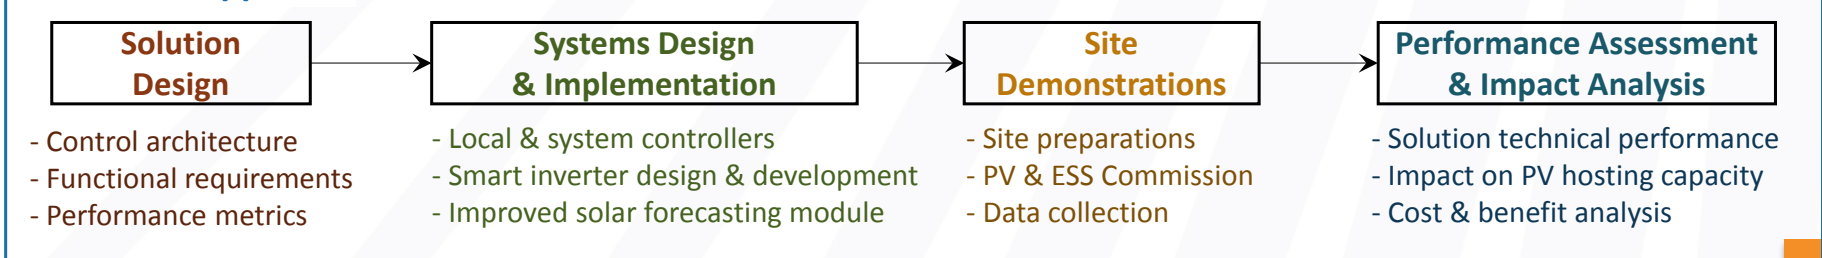 Solution
Design
- Control architecture
- Functional requirements
- Performance metrics
Systems Design
& Implementation
- Local & system controllers
- Smart inverter design & development
- Improved solar forecasting module
Site
Demonstrations
- Site preparations
- PV & ESS Commission
- Data collection
Performance Assessment
& Impact Analysis
- Solution technical performance
- Impact on PV hosting capacity
- Cost & benefit analysis